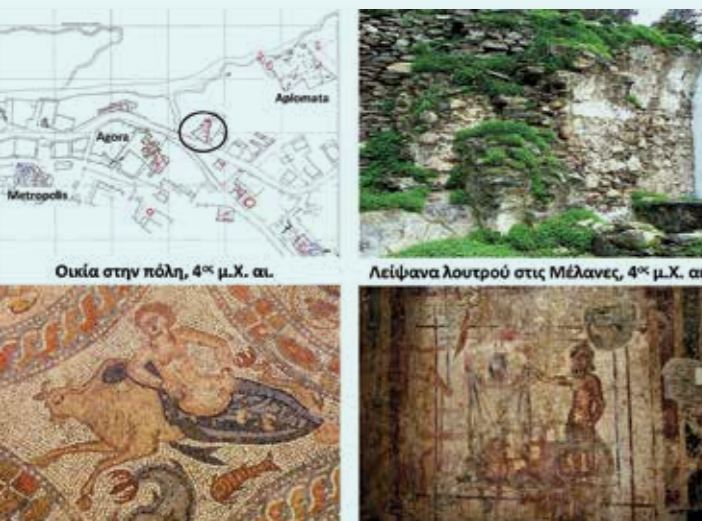 Aplomata
Agora
Metropolis
Οικία στην πόλη, 4ος μ.Χ. αι.
Λείψανα λουτρού στις Μέλανες, 4ος μ.Χ. αι